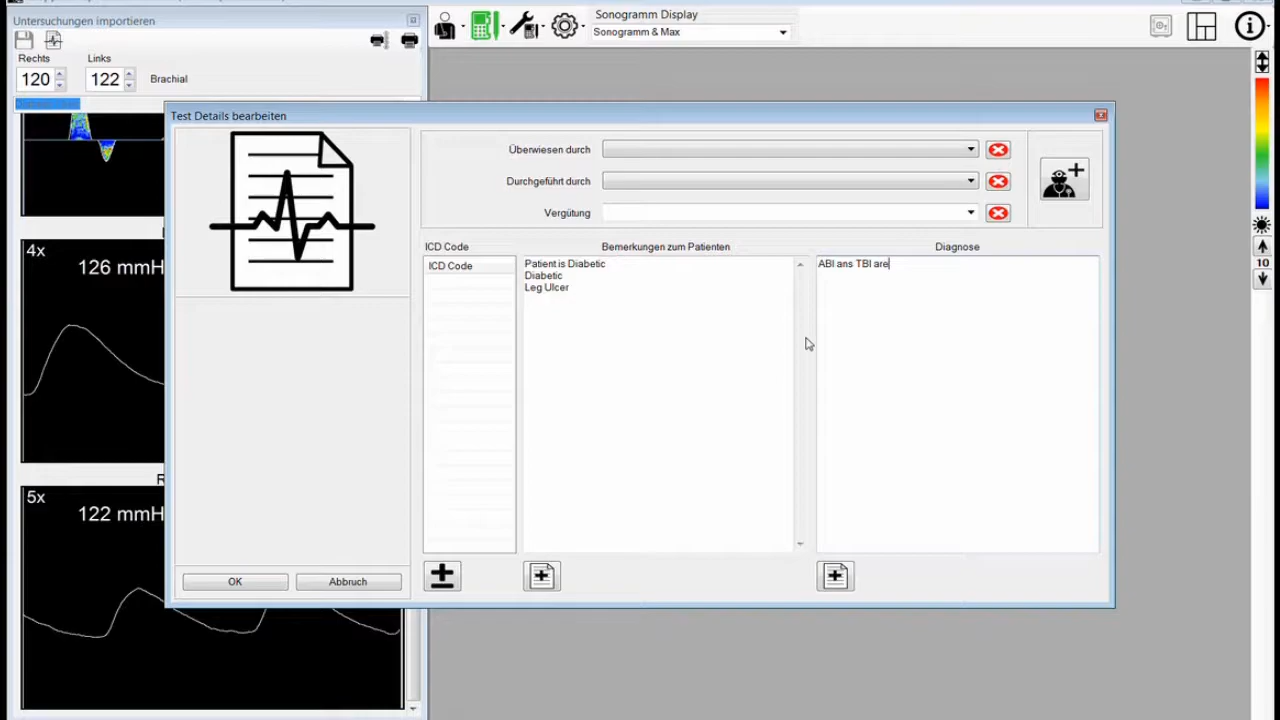 Untersuchungen importieren
Sonogramm Display
Sonogramm & Max
Rechts
Links
120
122
Brachial
Test Details bearbeiten
Überwiesen durch
Durchgeführt durch
Vergütung
ICD Code
Bemerkungen zum Patienten
Diagnose
ICD Code
Patient is Diabetic
Diabetic
Leg Ulcer
ABI ans TBI are
4x
126 mmH
R
5x
122 mmH
10
OK
Abbruch